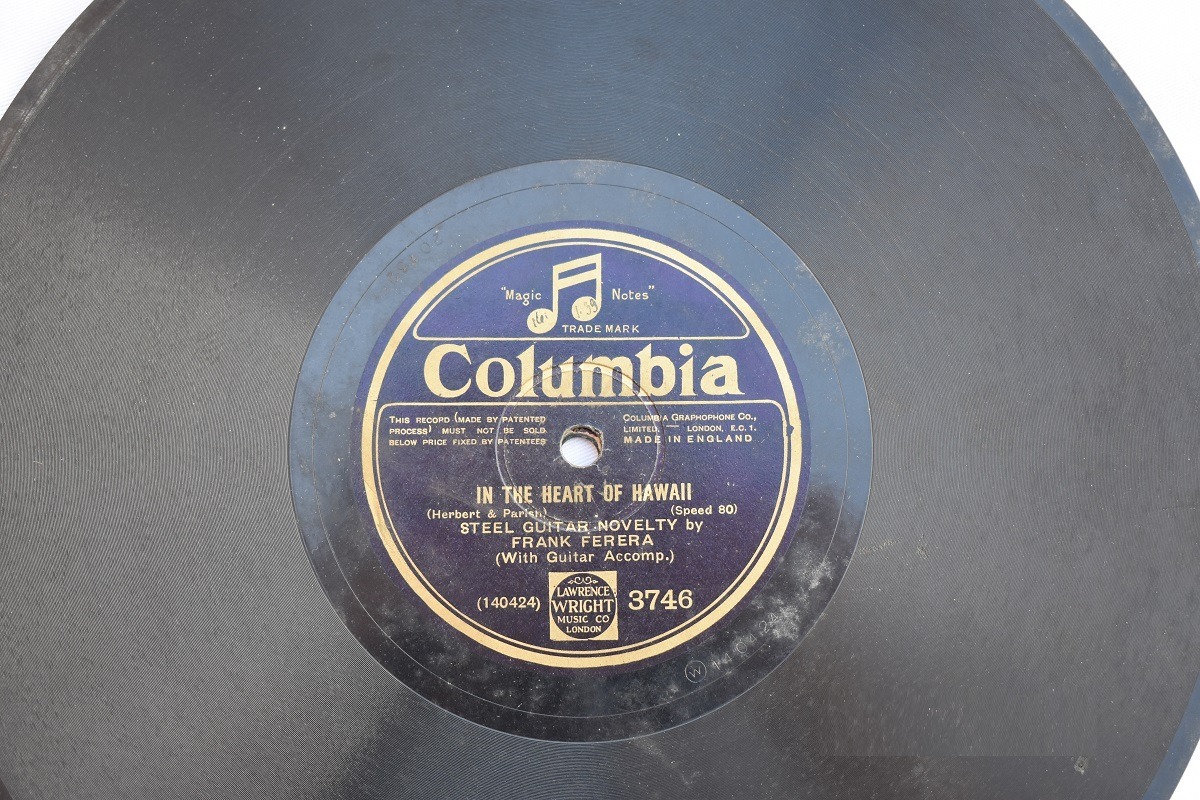 "Magic Notes"
TRADE MARK
Columbia
THIS RECORD (MADE BY PATENTED
PROCESS) MUST NOT BE SOLD
BELOW PRICE FIXED BY PATENTEES
COLUMBIA GRAPHOPHONE CO.,
LIMITED, — LONDON, E.C.1.
MADE IN ENGLAND
IN THE HEART OF HAWAII
(Herbert & Parish) (Speed 80)
STEEL GUITAR NOVELTY by
FRANK FERERA
(With Guitar Accomp.)
(140424)
LAWRENCE
WRIGHT
MUSIC CO
LONDON
3746
W 140424